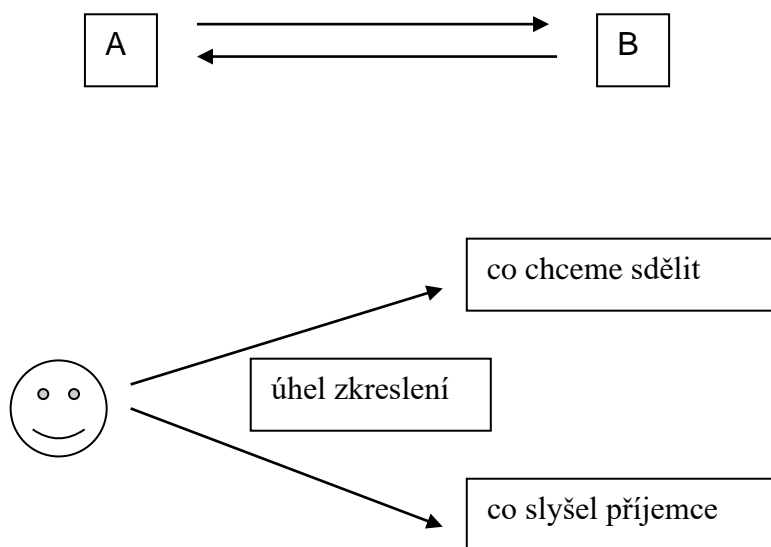 A
B
co chceme sdělit
úhel zkreslení
co slyšel příjemce